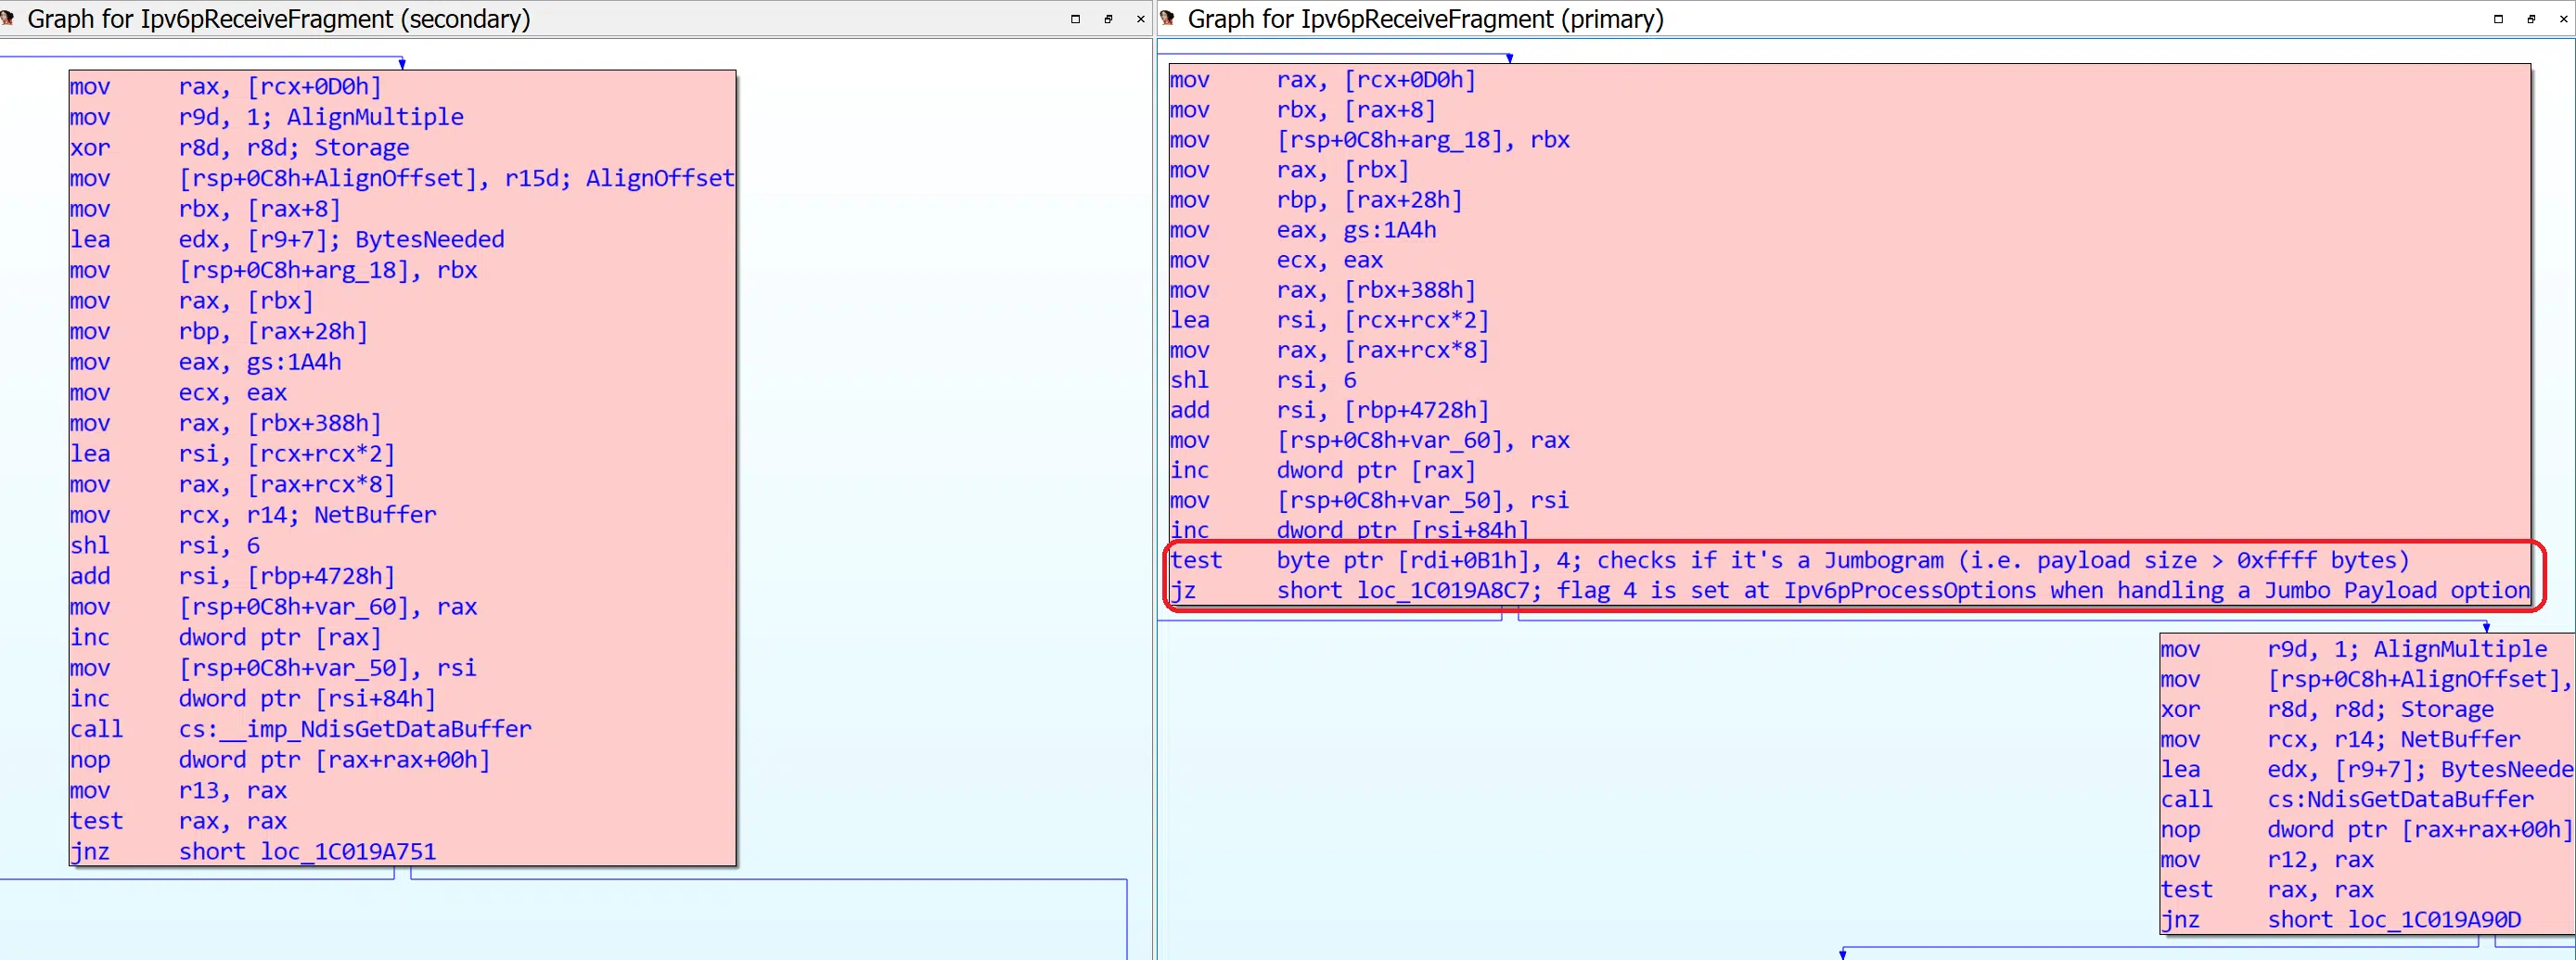 Graph for Ipv6pReceiveFragment (secondary)
mov rax, [rcx+0D0h]
mov r9d, 1; AlignMultiple
xor r8d, r8d; Storage
mov [rsp+0C8h+AlignOffset], r15d; AlignOffset
mov rbx, [rax+8]
lea edx, [r9+7]; BytesNeeded
mov [rsp+0C8h+arg_18], rbx
mov rax, [rbx]
mov rbp, [rax+28h]
mov eax, gs:1A4h
mov ecx, eax
mov rax, [rbx+388h]
lea rsi, [rcx+rcx*2]
mov rax, [rax+rcx*8]
mov rcx, r14; NetBuffer
shl rsi, 6
add rsi, [rbp+4728h]
mov [rsp+0C8h+var_60], rax
inc dword ptr [rax]
mov [rsp+0C8h+var_50], rsi
inc dword ptr [rsi+84h]
call cs:__imp_NdisGetDataBuffer
nop dword ptr [rax+rax+00h]
mov r13, rax
test rax, rax
jnz short loc_1C019A751
Graph for Ipv6pReceiveFragment (primary)
mov rax, [rcx+0D0h]
mov rbx, [rax+8]
mov [rsp+0C8h+arg_18], rbx
mov rax, [rbx]
mov rbp, [rax+28h]
mov eax, gs:1A4h
mov ecx, eax
mov rax, [rbx+388h]
lea rsi, [rcx+rcx*2]
mov rax, [rax+rcx*8]
shl rsi, 6
add rsi, [rbp+4728h]
mov [rsp+0C8h+var_60], rax
inc dword ptr [rax]
mov [rsp+0C8h+var_50], rsi
inc dword ptr [rsi+84h]
test byte ptr [rdi+0B1h], 4; checks if it's a Jumbogram (i.e. payload size > 0xffff bytes)
jz short loc_1C019A8C7; flag 4 is set at Ipv6pProcessOptions when handling a Jumbo Payload option
mov r9d, 1; AlignMultiple
mov [rsp+0C8h+AlignOffset],
xor r8d, r8d; Storage
mov rcx, r14; NetBuffer
lea edx, [r9+7]; BytesNeede
call cs:NdisGetDataBuffer
nop dword ptr [rax+rax+00h]
mov r12, rax
test rax, rax
jnz short loc_1C019A90D